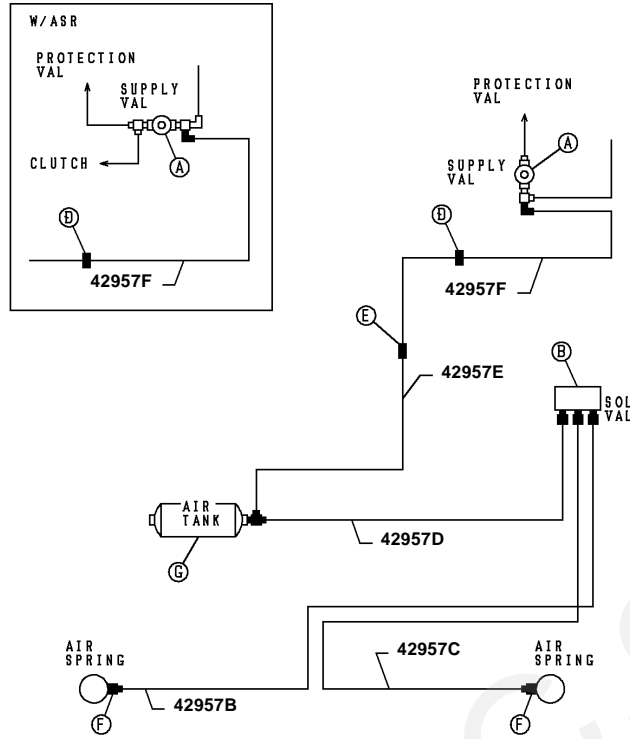 W/ASR
PROTECTION
VAL
SUPPLY
VAL
CLUTCH
A
D
42957F
PROTECTION
VAL
SUPPLY
VAL
A
D
42957F
E
42957E
B
SOL
VAL
AIR
TANK
G
42957D
AIR
SPRING
F
42957B
42957C
AIR
SPRING
F